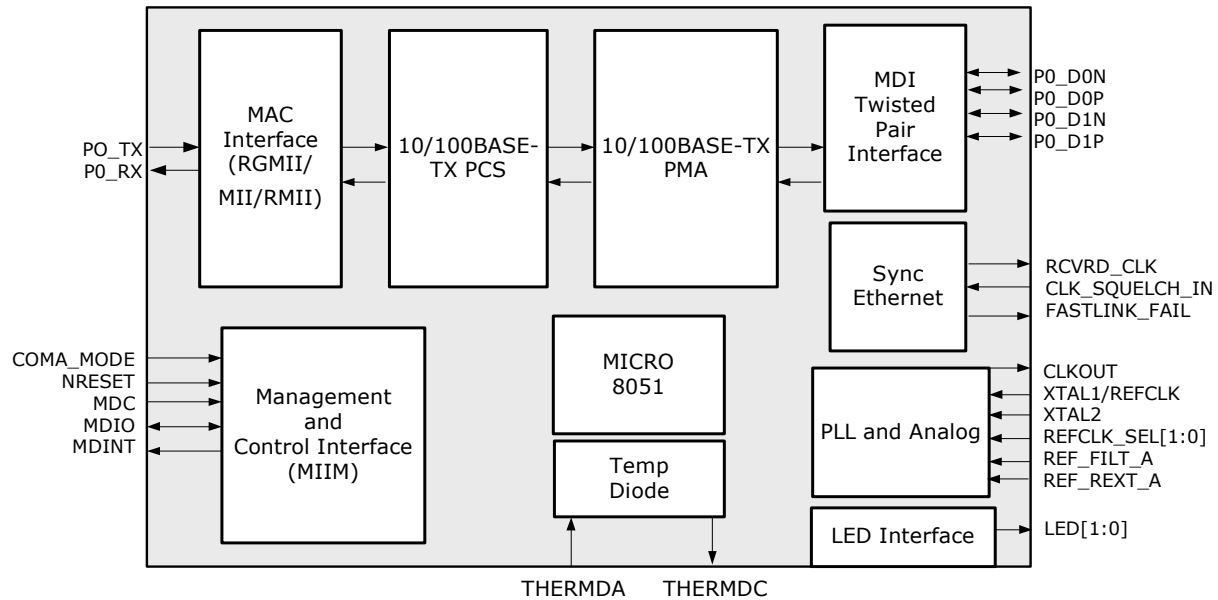 PO_TX
P0_RX
MAC
Interface
(RGMII/
MII/RMII)
10/100BASE-
TX PCS
10/100BASE-TX
PMA
MDI
Twisted
Pair
Interface
P0_D0N
P0_D0P
P0_D1N
P0_D1P
Sync
Ethernet
RCVRD_CLK
CLK_SQUELCH_IN
FASTLINK_FAIL
COMA_MODE
NRESET
MDC
MDIO
MDINT
Management
and
Control Interface
(MIIM)
MICRO
8051
Temp
Diode
THERMDA
THERMDC
PLL and Analog
CLKOUT
XTAL1/REFCLK
XTAL2
REFCLK_SEL[1:0]
REF_FILT_A
REF_REXT_A
LED Interface
LED[1:0]